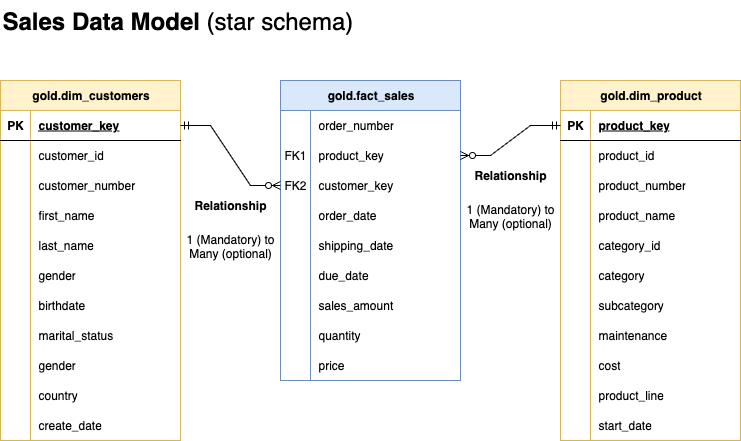 Sales Data Model (star schema)
gold.dim_customers
PK customer_key
customer_id
customer_number
first_name
last_name
gender
birthdate
marital_status
gender
country
create_date
Relationship
1 (Mandatory) to
Many (optional)
gold.fact_sales
order_number
FK1 product_key
FK2 customer_key
order_date
shipping_date
due_date
sales_amount
quantity
price
Relationship
1 (Mandatory) to
Many (optional)
gold.dim_product
PK product_key
product_id
product_number
product_name
category_id
category
subcategory
maintenance
cost
product_line
start_date